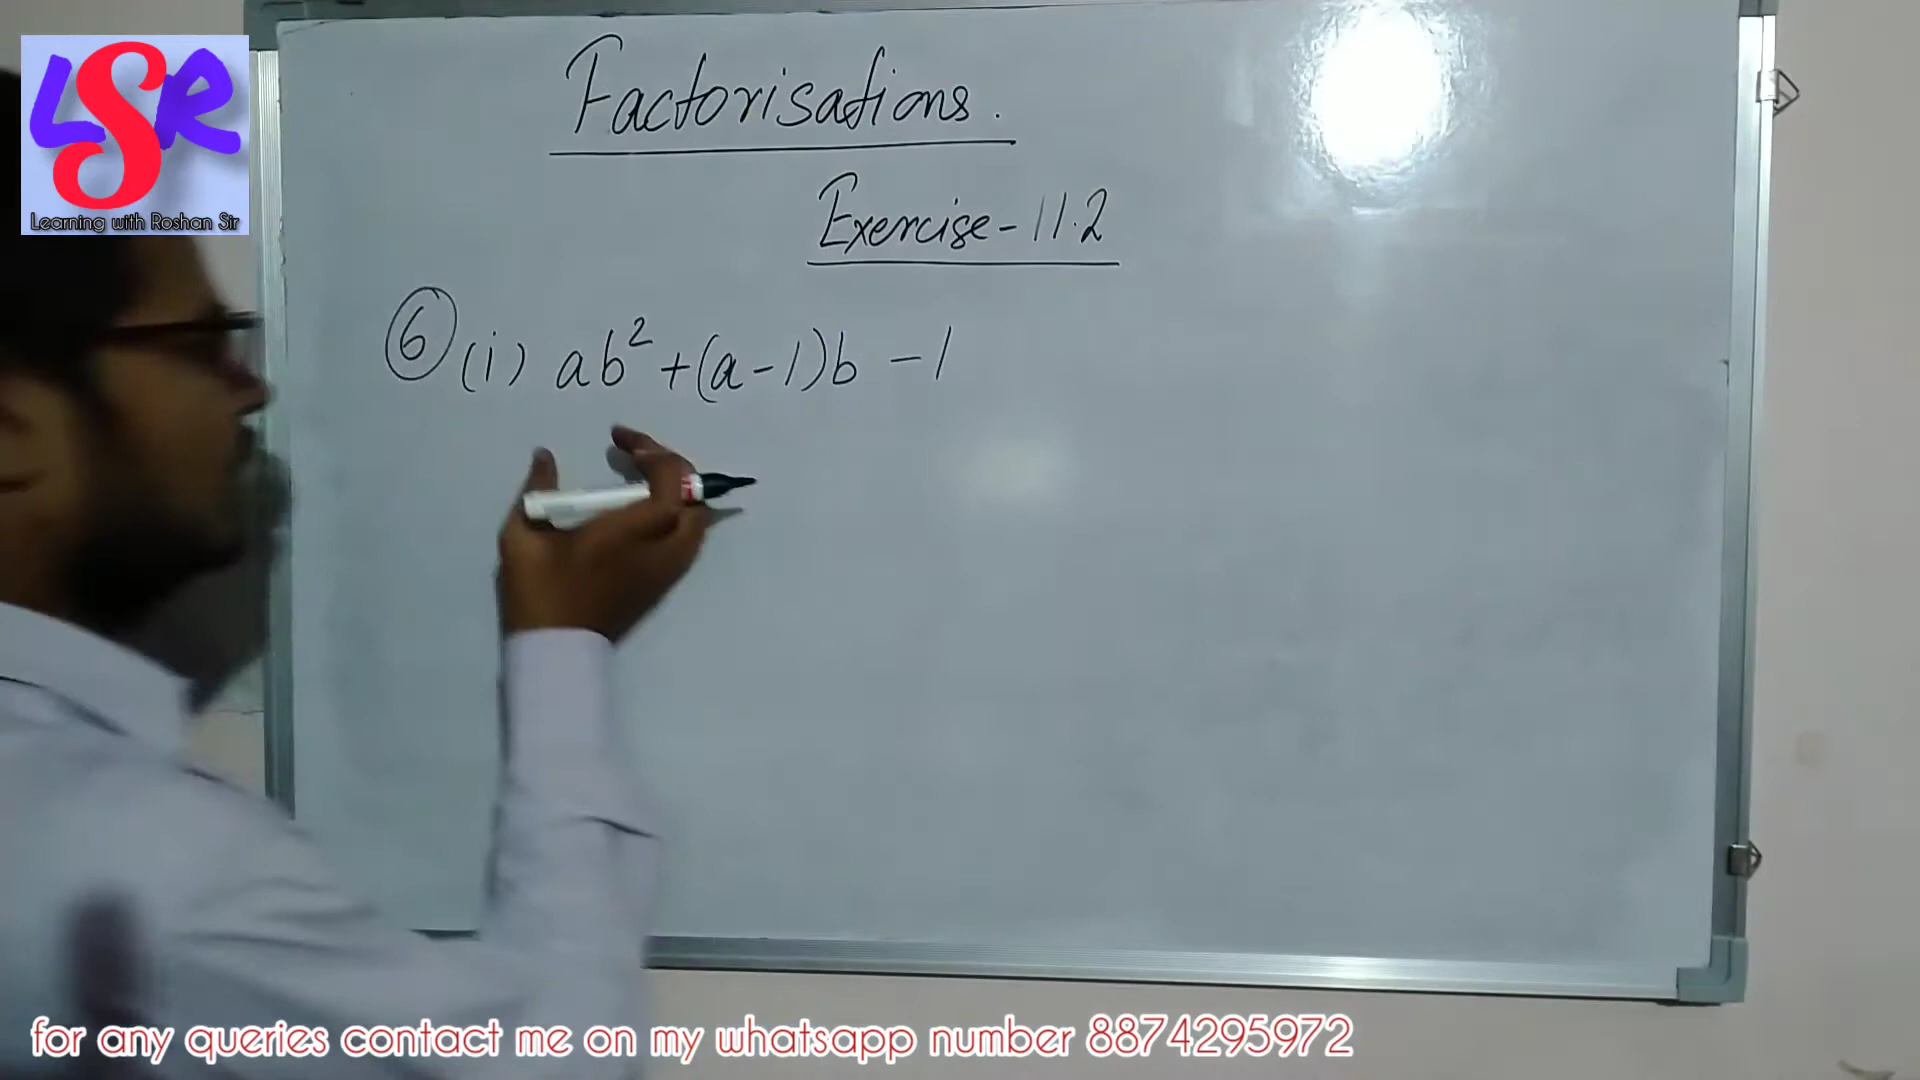 LSR
Learning with Roshan Sir
Factorisations.
Exercise-11.2
6 (i) ab² + (a-1)b - 1
for any queries contact me on my whatsapp number 8874295972